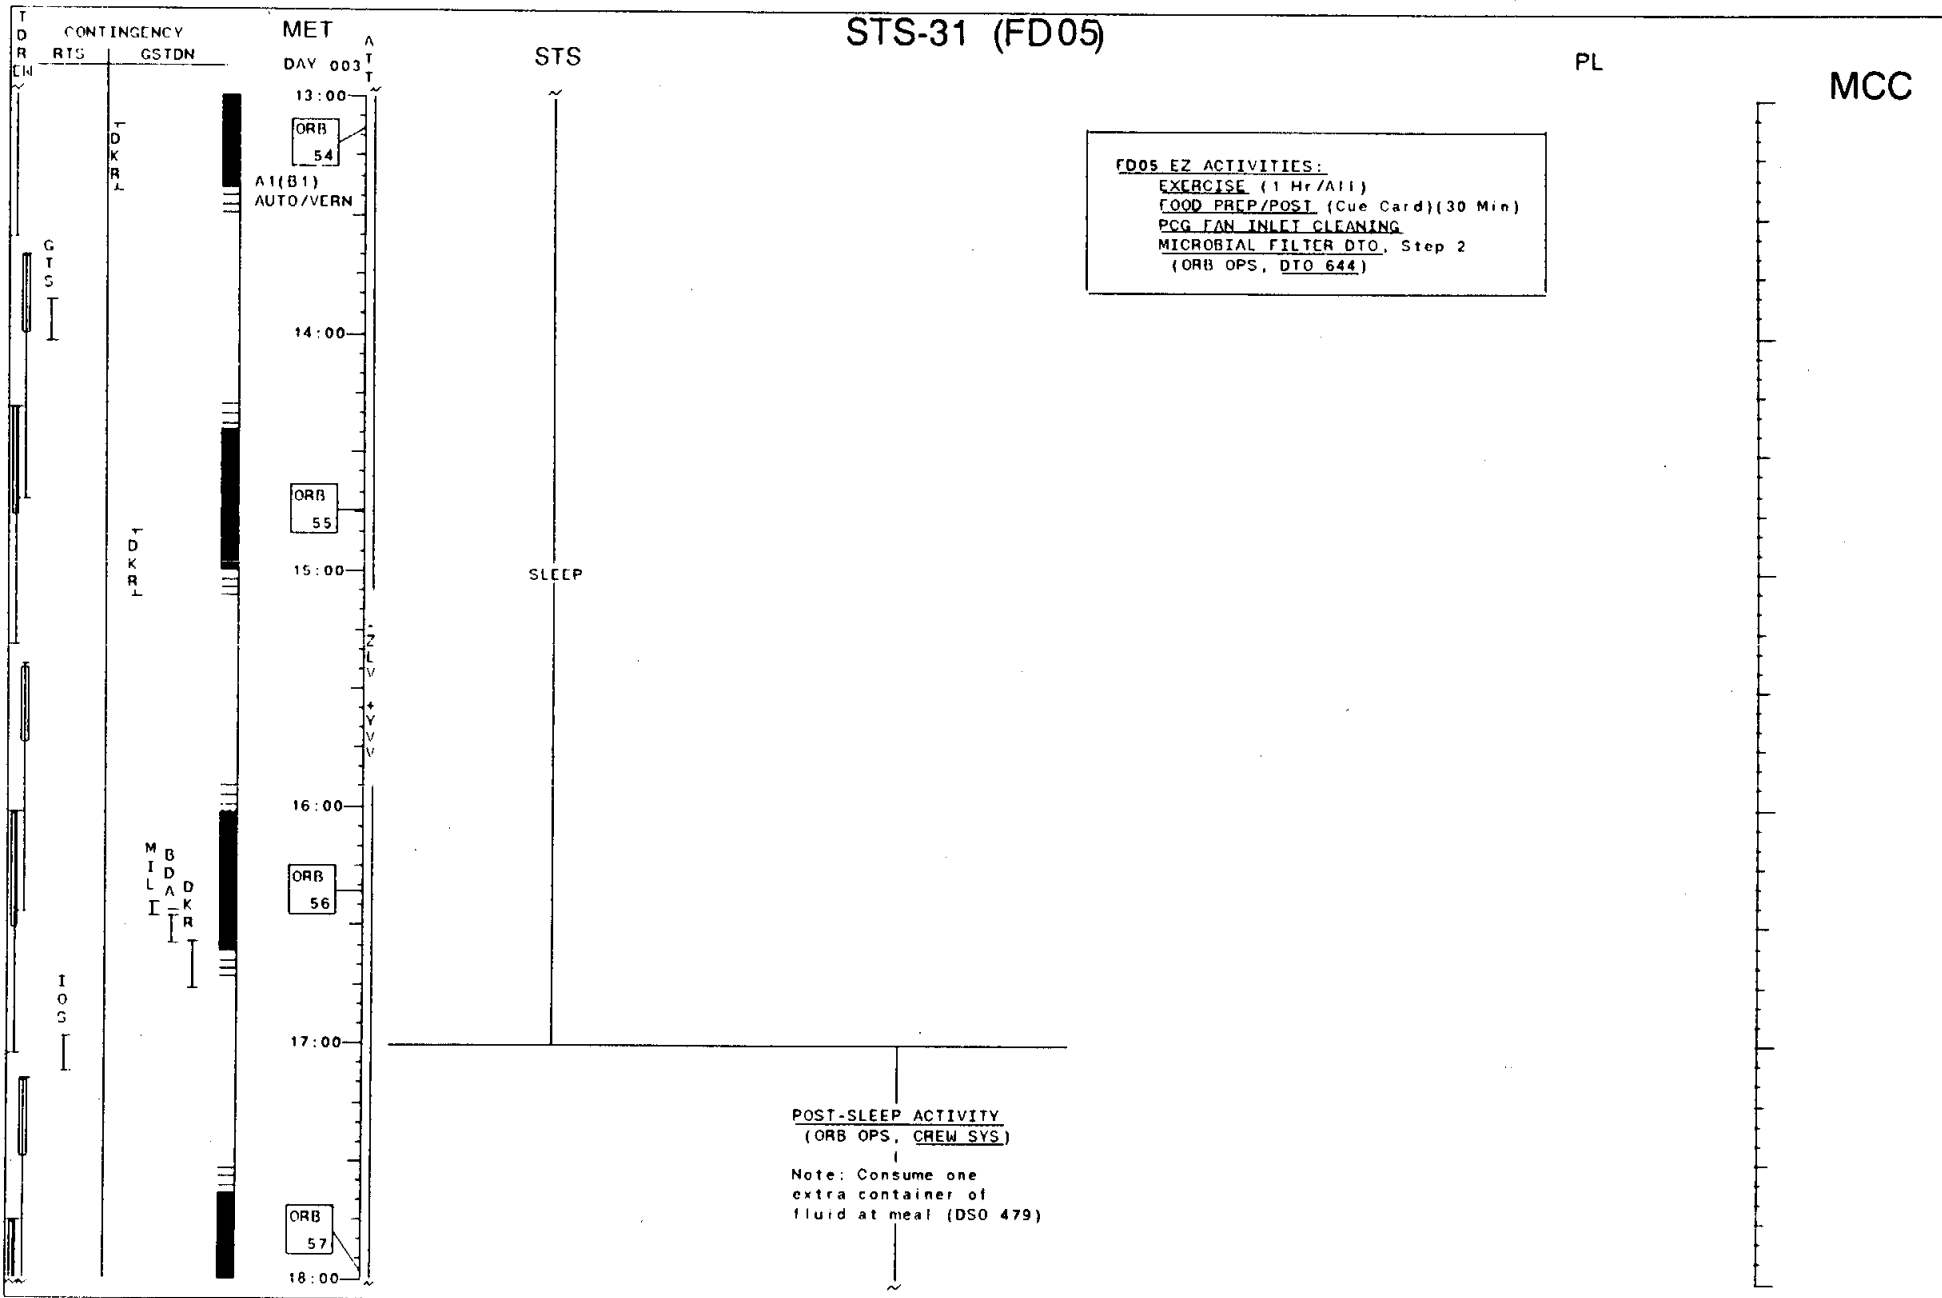 STS-31 (FD05)
TDRS
E W
CONTINGENCY
RTS GSTDN
MET
DAY 003
ATT
STS
PL
MCC
13:00
ORB
54
DKR
A1(B1)
AUTO/VERN
FD05 EZ ACTIVITIES:
EXERCISE (1 Hr/All)
FOOD PREP/POST (Cue Card)(30 Min)
PCG FAN INLET CLEANING
MICROBIAL FILTER DTO, Step 2
(ORB OPS, DTO 644)
GTS
14:00
ORB
55
DKR
15:00
SLEEP
-ZLV +YVV
16:00
MIL
BDA
DKR
ORB
56
IOS
17:00
POST-SLEEP ACTIVITY
(ORB OPS, CREW SYS)
Note: Consume one
extra container of
fluid at meal (DSO 479)
ORB
57
18:00